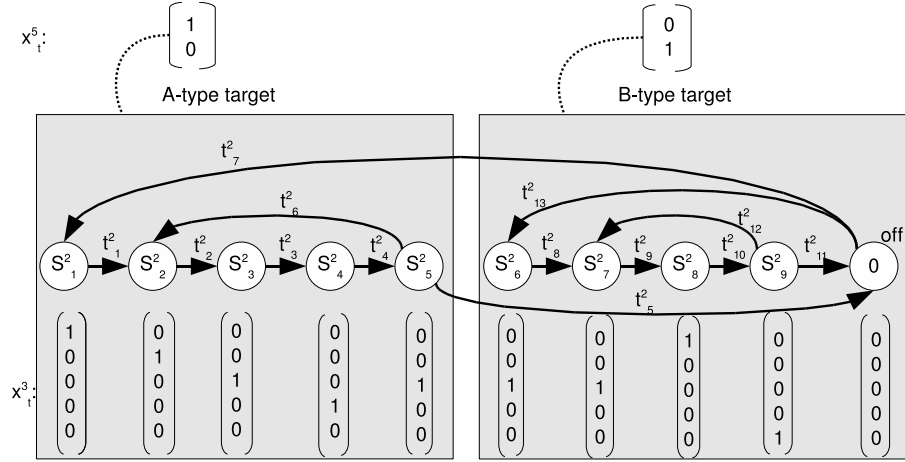 x⁵ₜ:
1 0
0 1
A-type target B-type target
t²₇
t²₁₃
t²₆ t²₁₂
off
t²₁ t²₂ t²₃ t²₄ t²₈ t²₉ t²₁₀ t²₁₁
S²₁ S²₂ S²₃ S²₄ S²₅ S²₆ S²₇ S²₈ S²₉ 0
t²₅
x³ₜ:
1 0 0 0 0 0 0 1 0 0
0 1 0 0 0 0 0 0 0 0
0 0 1 0 1 1 1 0 0 0
0 0 0 1 0 0 0 0 0 0
0 0 0 0 0 0 0 0 1 0